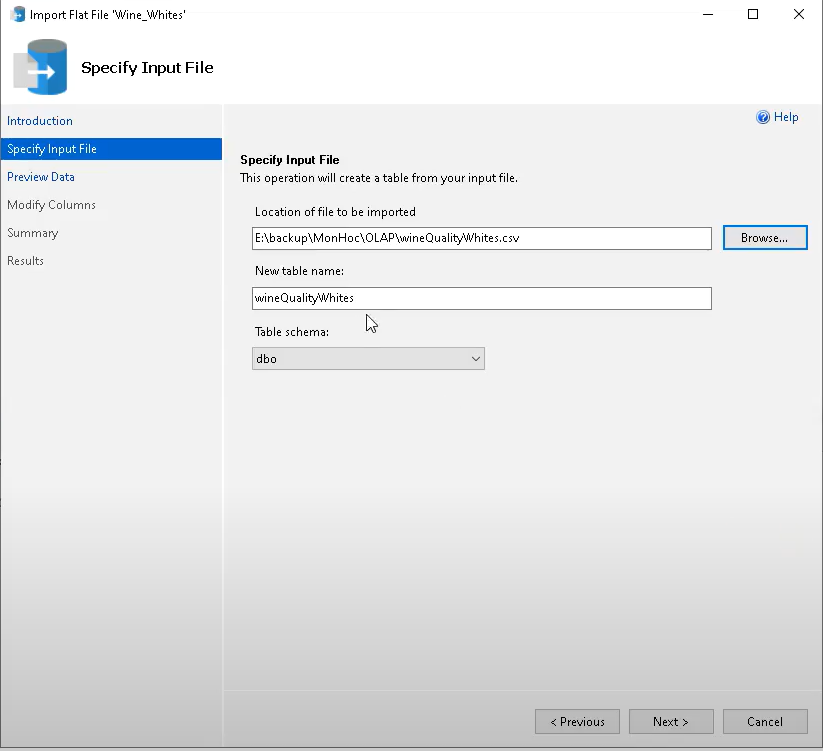 Import Flat File 'Wine_Whites'
Specify Input File
Introduction
Specify Input File
Preview Data
Modify Columns
Summary
Results
Help
Specify Input File
This operation will create a table from your input file.
Location of file to be imported
E:\backup\MonHoc\OLAP\wineQualityWhites.csv
Browse...
New table name:
wineQualityWhites
Table schema:
dbo
< Previous
Next >
Cancel